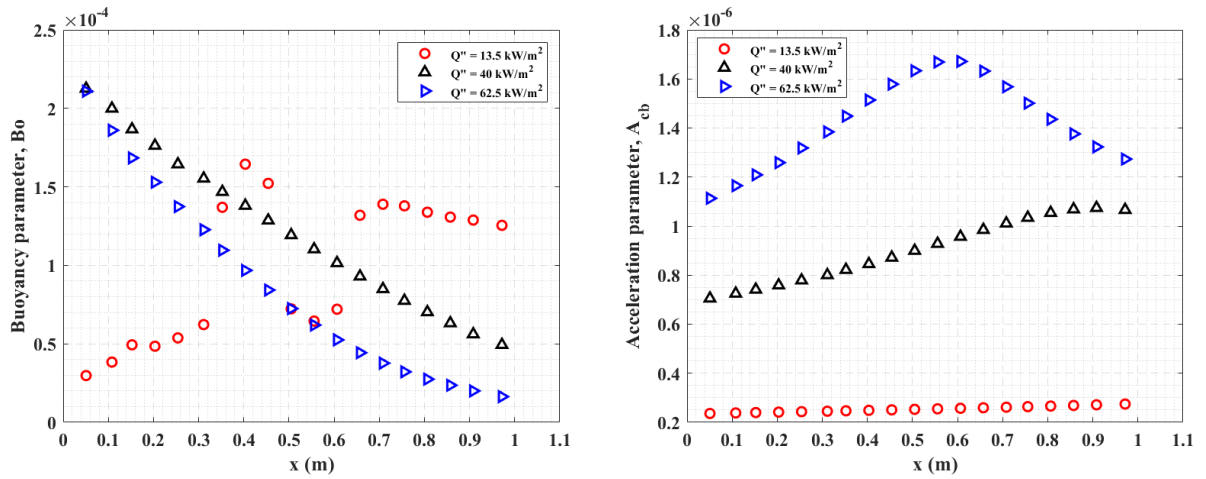 ×10⁻⁴
2.5
2
1.5
1
0.5
0
Buoyancy parameter, Bo
Q" = 13.5 kW/m²
Q" = 40 kW/m²
Q" = 62.5 kW/m²
0 0.1 0.2 0.3 0.4 0.5 0.6 0.7 0.8 0.9 1 1.1
x (m)
×10⁻⁶
1.8
1.6
1.4
1.2
1
0.8
0.6
0.4
0.2
Acceleration parameter, A_cb
Q" = 13.5 kW/m²
Q" = 40 kW/m²
Q" = 62.5 kW/m²
0 0.1 0.2 0.3 0.4 0.5 0.6 0.7 0.8 0.9 1 1.1
x (m)